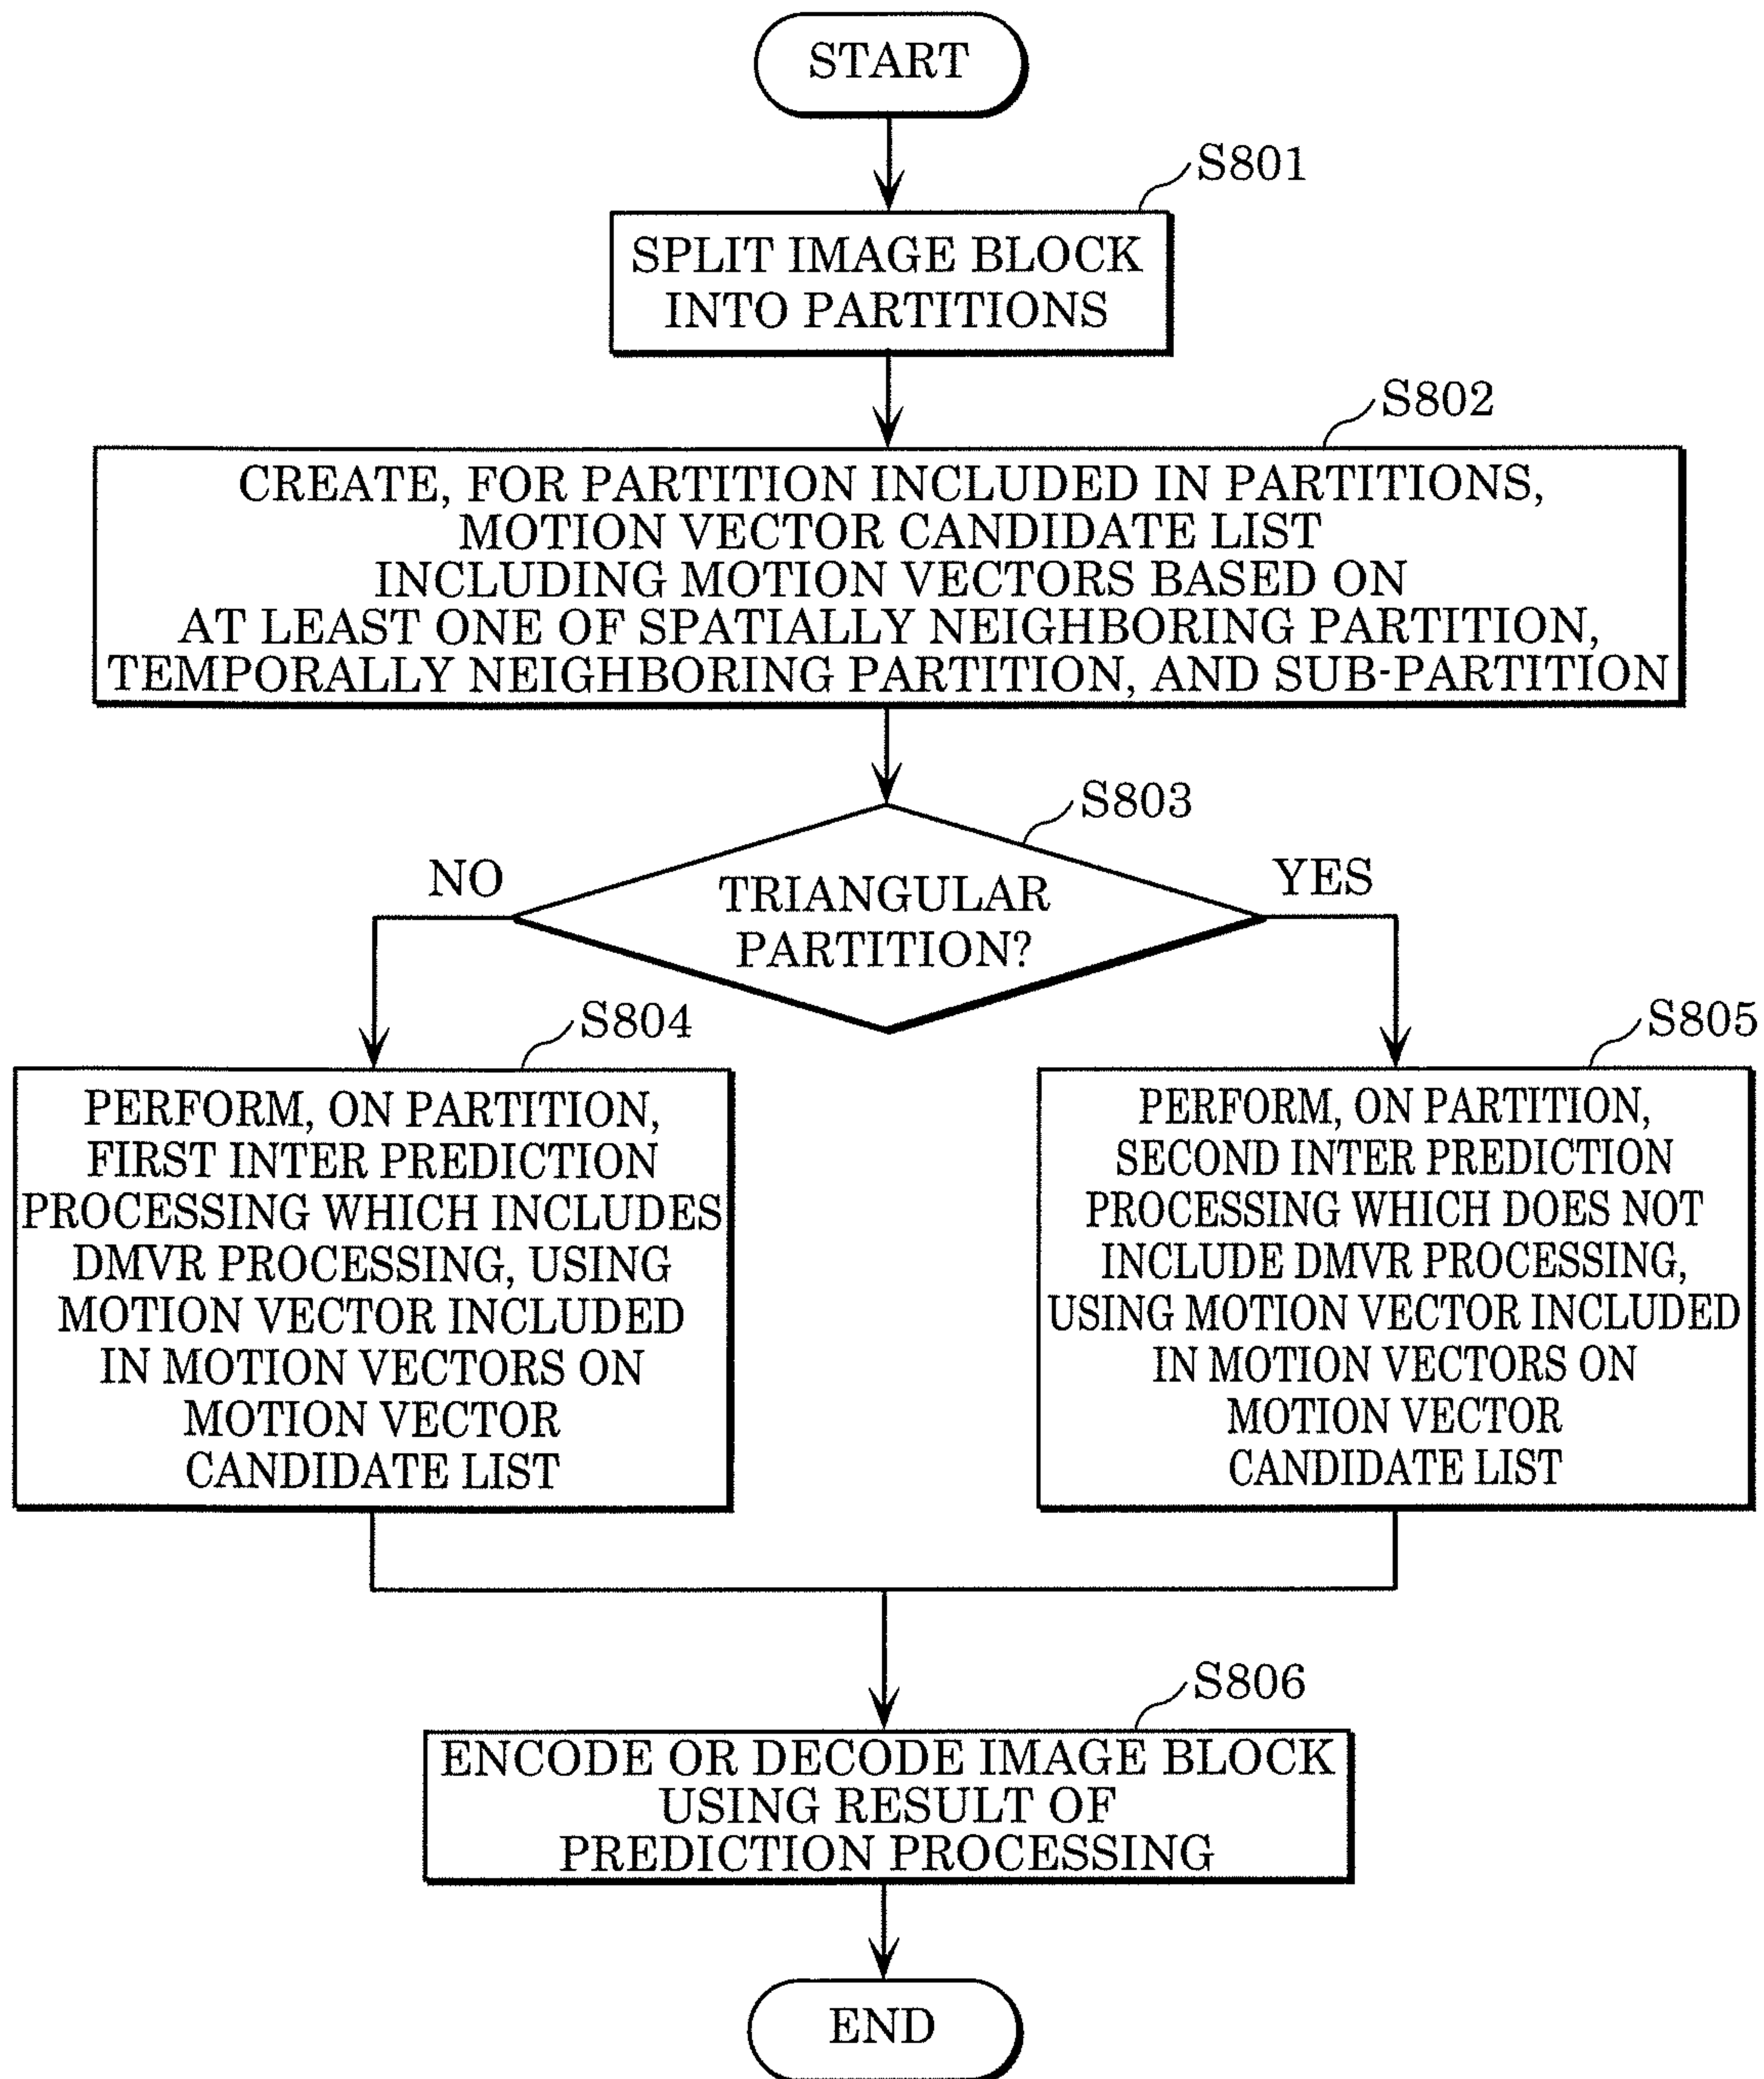 START
S801
SPLIT IMAGE BLOCK
INTO PARTITIONS
S802
CREATE, FOR PARTITION INCLUDED IN PARTITIONS,
MOTION VECTOR CANDIDATE LIST
INCLUDING MOTION VECTORS BASED ON
AT LEAST ONE OF SPATIALLY NEIGHBORING PARTITION,
TEMPORALLY NEIGHBORING PARTITION, AND SUB-PARTITION
S803
NO
YES
TRIANGULAR
PARTITION?
S804
PERFORM, ON PARTITION,
FIRST INTER PREDICTION
PROCESSING WHICH INCLUDES
DMVR PROCESSING, USING
MOTION VECTOR INCLUDED
IN MOTION VECTORS ON
MOTION VECTOR
CANDIDATE LIST
S805
PERFORM, ON PARTITION,
SECOND INTER PREDICTION
PROCESSING WHICH DOES NOT
INCLUDE DMVR PROCESSING,
USING MOTION VECTOR INCLUDED
IN MOTION VECTORS ON
MOTION VECTOR
CANDIDATE LIST
S806
ENCODE OR DECODE IMAGE BLOCK
USING RESULT OF
PREDICTION PROCESSING
END